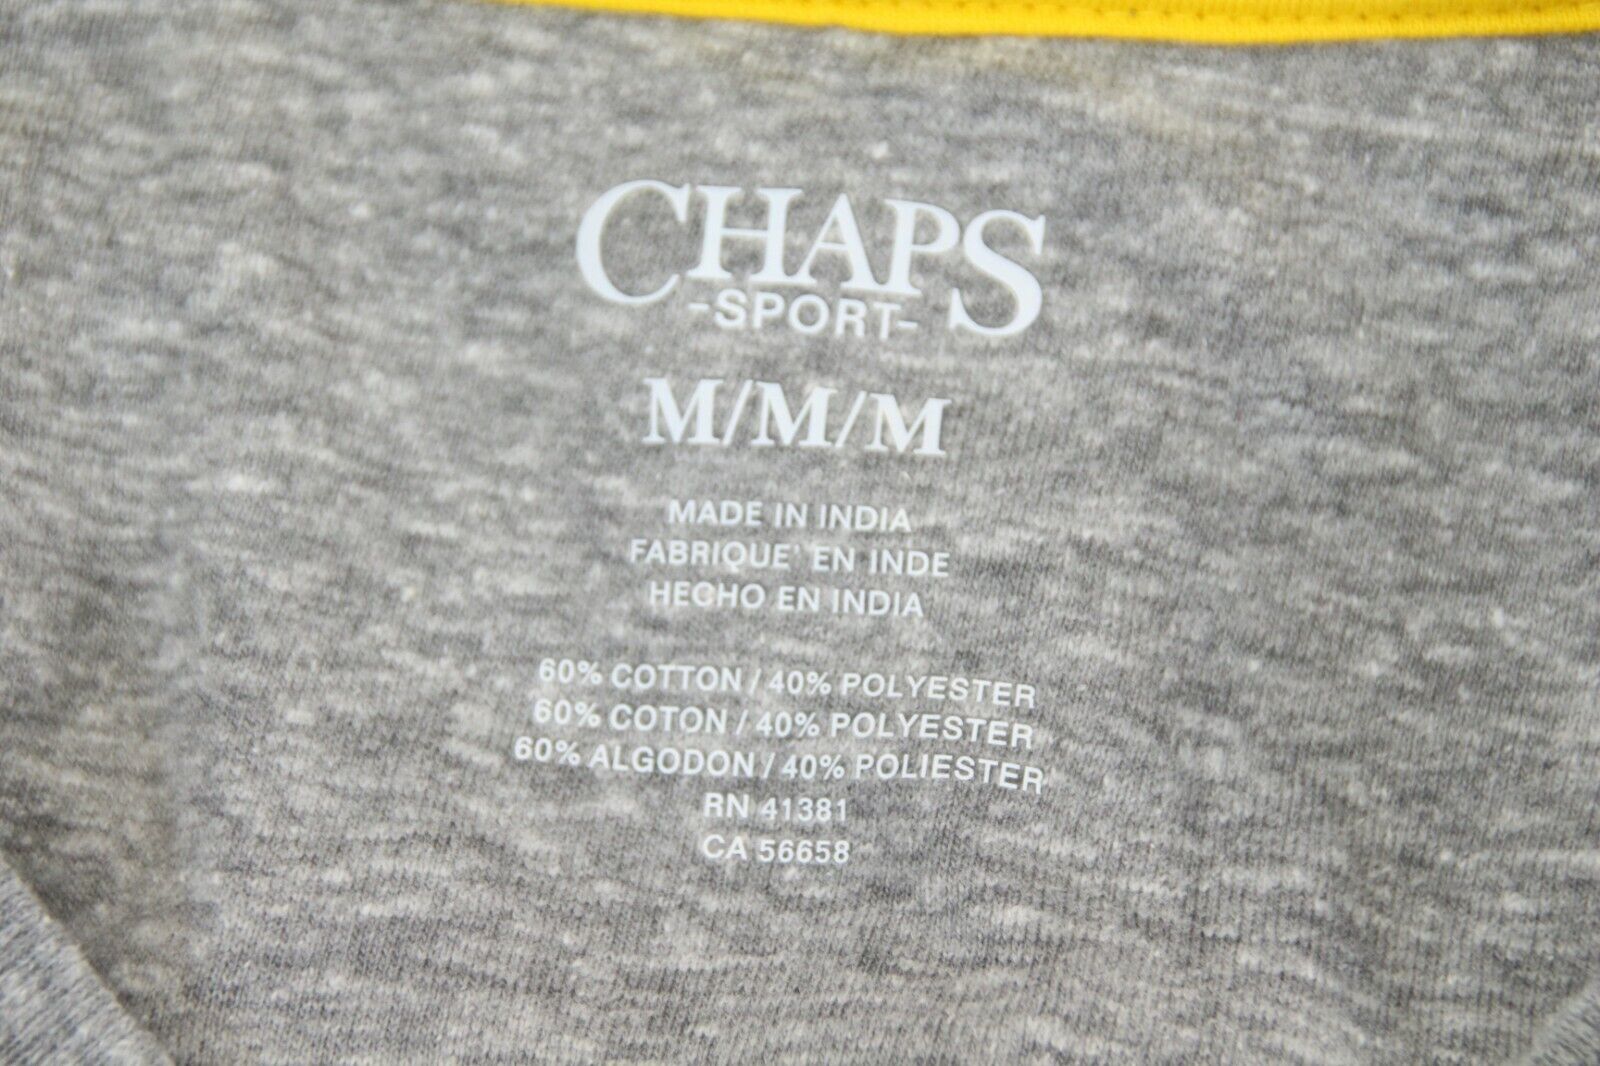 CHAPS
-SPORT-
M/M/M
MADE IN INDIA
FABRIQUE' EN INDE
HECHO EN INDIA
60% COTTON / 40% POLYESTER
60% COTON / 40% POLYESTER
60% ALGODON / 40% POLIESTER
RN 41381
CA 56658